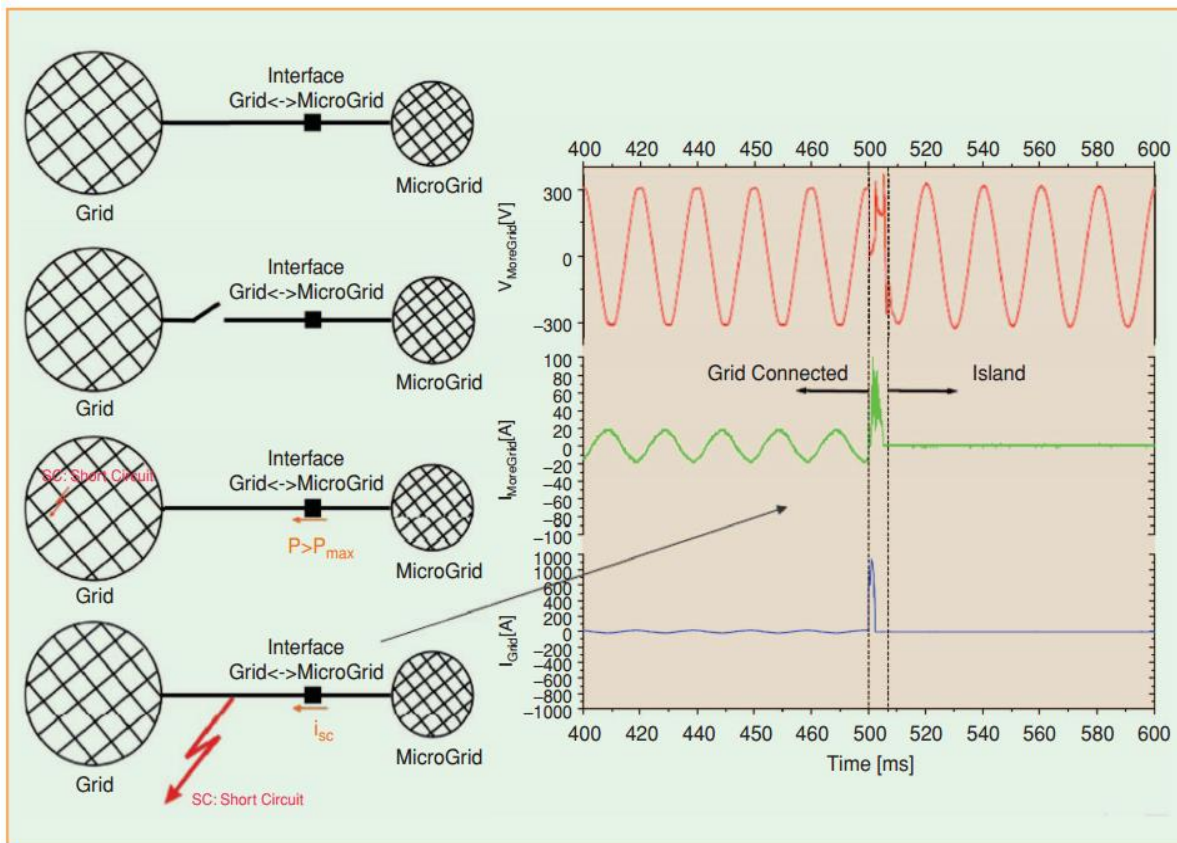 Interface
Grid<->MicroGrid
Grid
MicroGrid
Interface
Grid<->MicroGrid
Grid
MicroGrid
SC: Short Circuit
Interface
Grid<->MicroGrid
P>Pmax
Grid
MicroGrid
Interface
Grid<->MicroGrid
isc
Grid
MicroGrid
SC: Short Circuit
400 420 440 460 480 500 520 540 560 580 600
VMoreGrid[V]
300
0
−300
Grid Connected
Island
IMoreGrid[A]
100
80
60
40
20
0
−20
−40
−60
−80
−100
IGrid[A]
1000
1000
600
400
200
0
−200
−400
−600
−800
−1000
400 420 440 460 480 500 520 540 560 580 600
Time [ms]